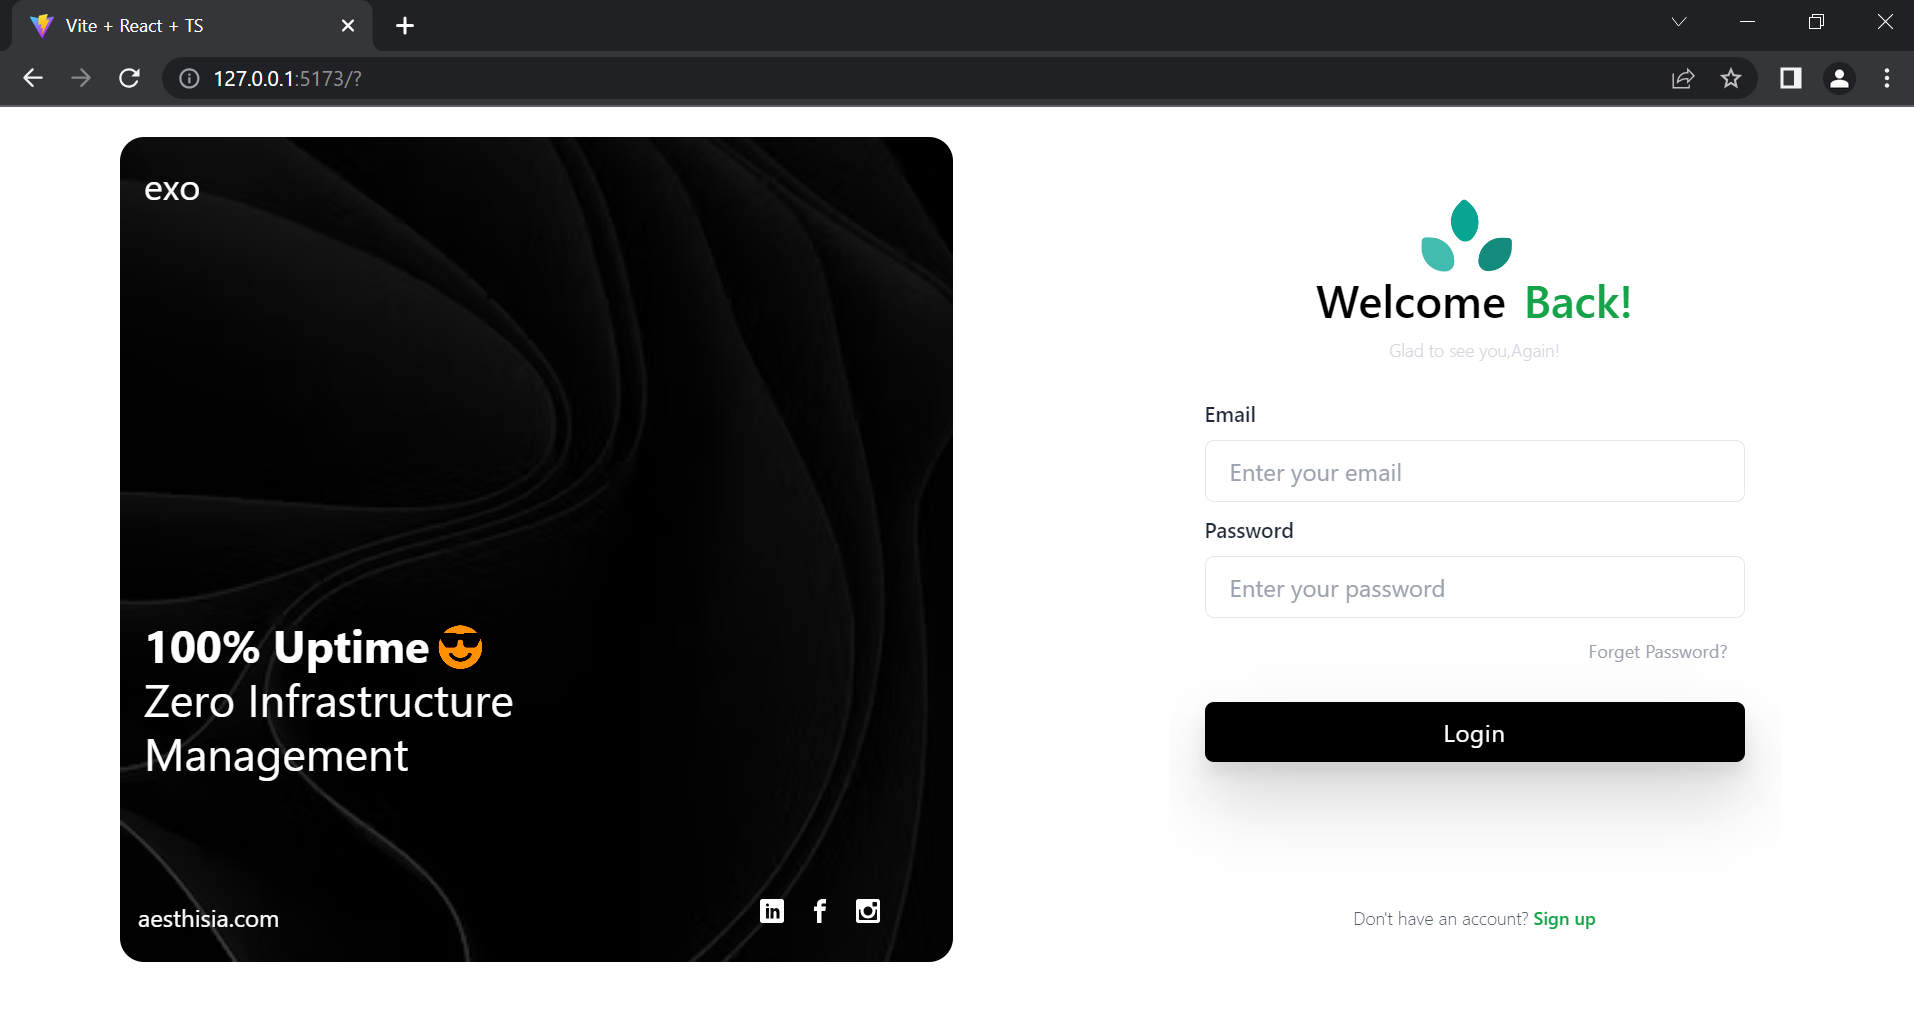 Vite + React + TS
127.0.0.1:5173/?
exo
100% Uptime 😎
Zero Infrastructure
Management
aesthisia.com
Welcome Back!
Glad to see you,Again!
Email
Enter your email
Password
Enter your password
Forget Password?
Login
Don't have an account? Sign up